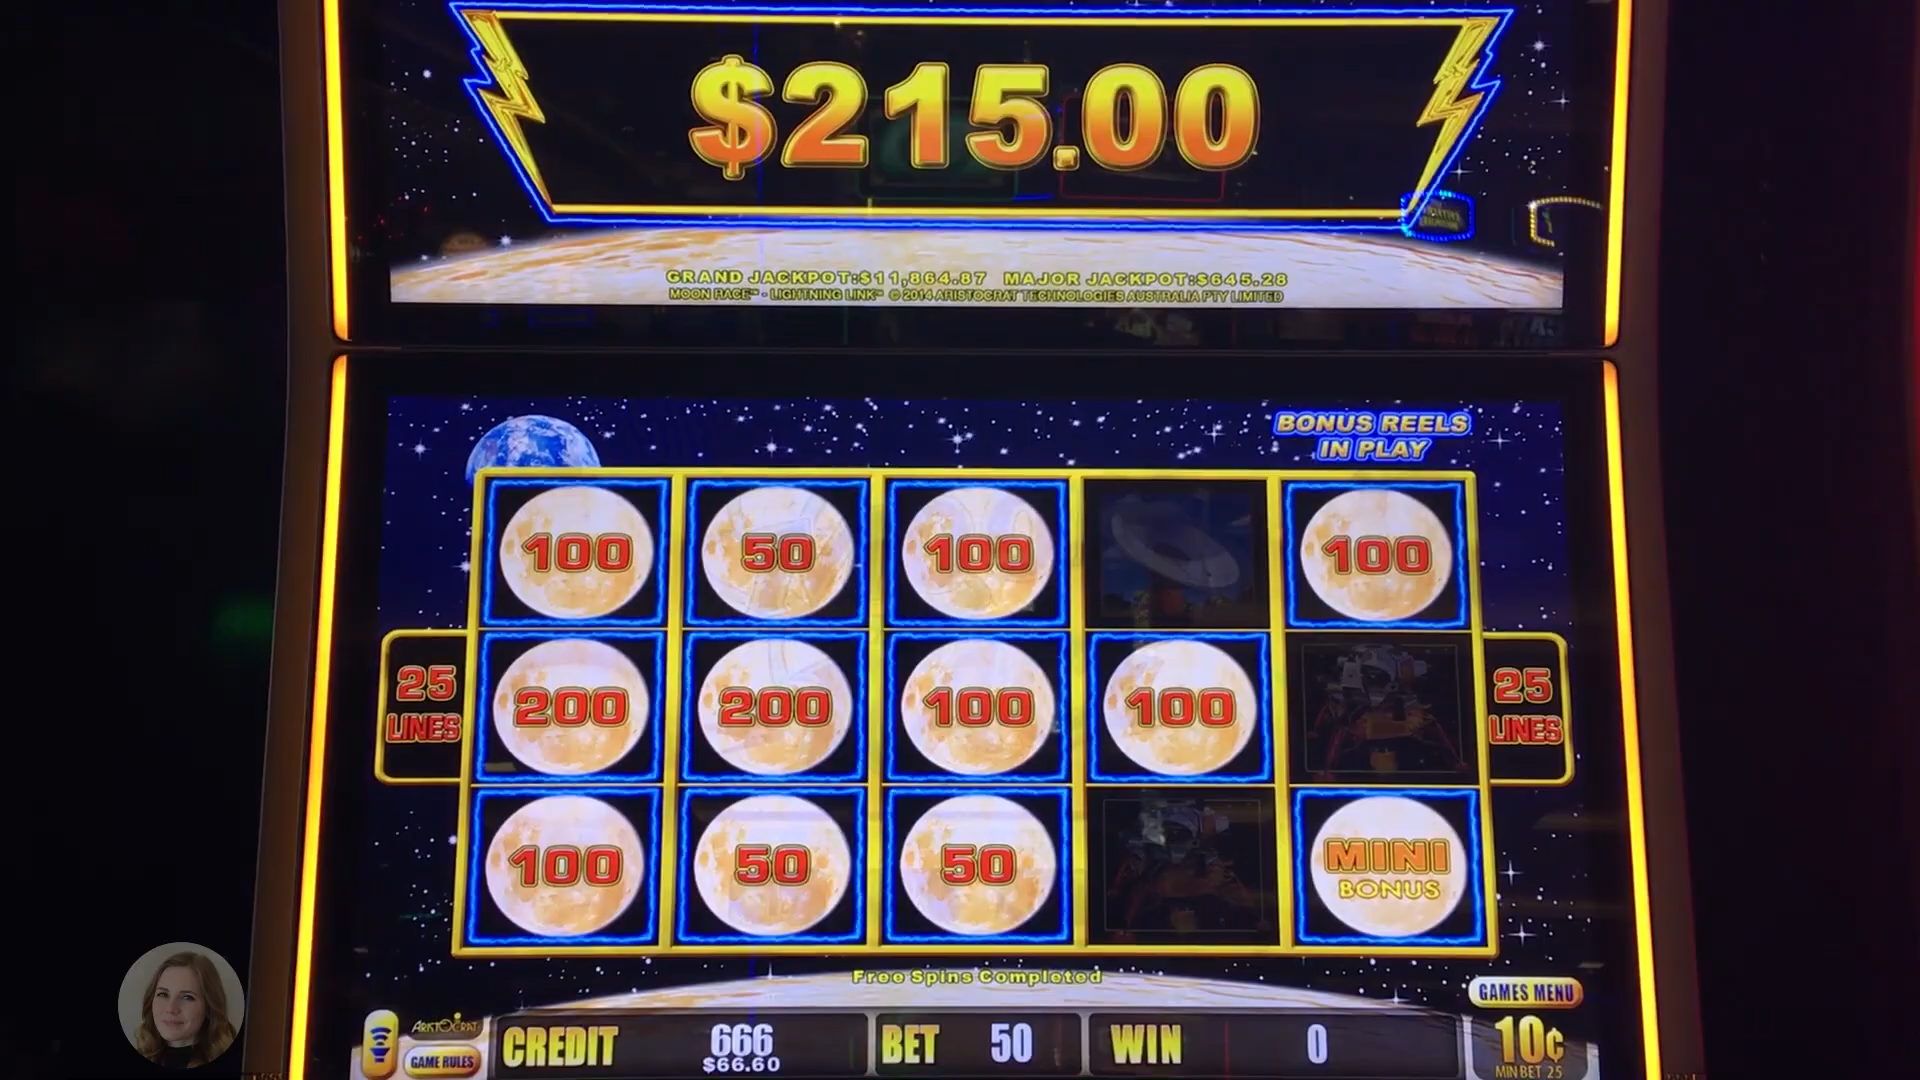 $215.00
GRAND JACKPOT:$11,864.87 MAJOR JACKPOT:$645.28
MOON RACE™ - LIGHTNING LINK™ © 2014 ARISTOCRAT TECHNOLOGIES AUSTRALIA PTY LIMITED
BONUS REELS
IN PLAY
100 50 100 100
25
LINES
200 200 100 100
25
LINES
100 50 50
MINI
BONUS
Free Spins Completed
GAMES MENU
ARISTOCRAT
GAME RULES
CREDIT 666
$66.60
BET 50
WIN 0
10¢
MIN BET 25